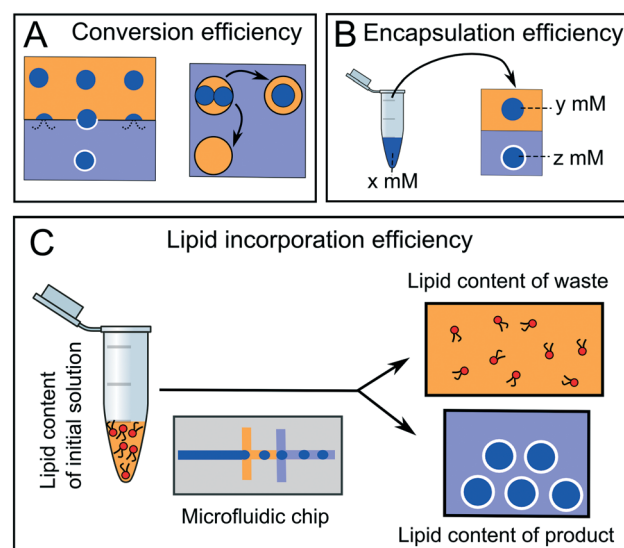 A Conversion efficiency
B Encapsulation efficiency
x mM
y mM
z mM
C Lipid incorporation efficiency
Lipid content
of initial solution
Microfluidic chip
Lipid content of waste
Lipid content of product